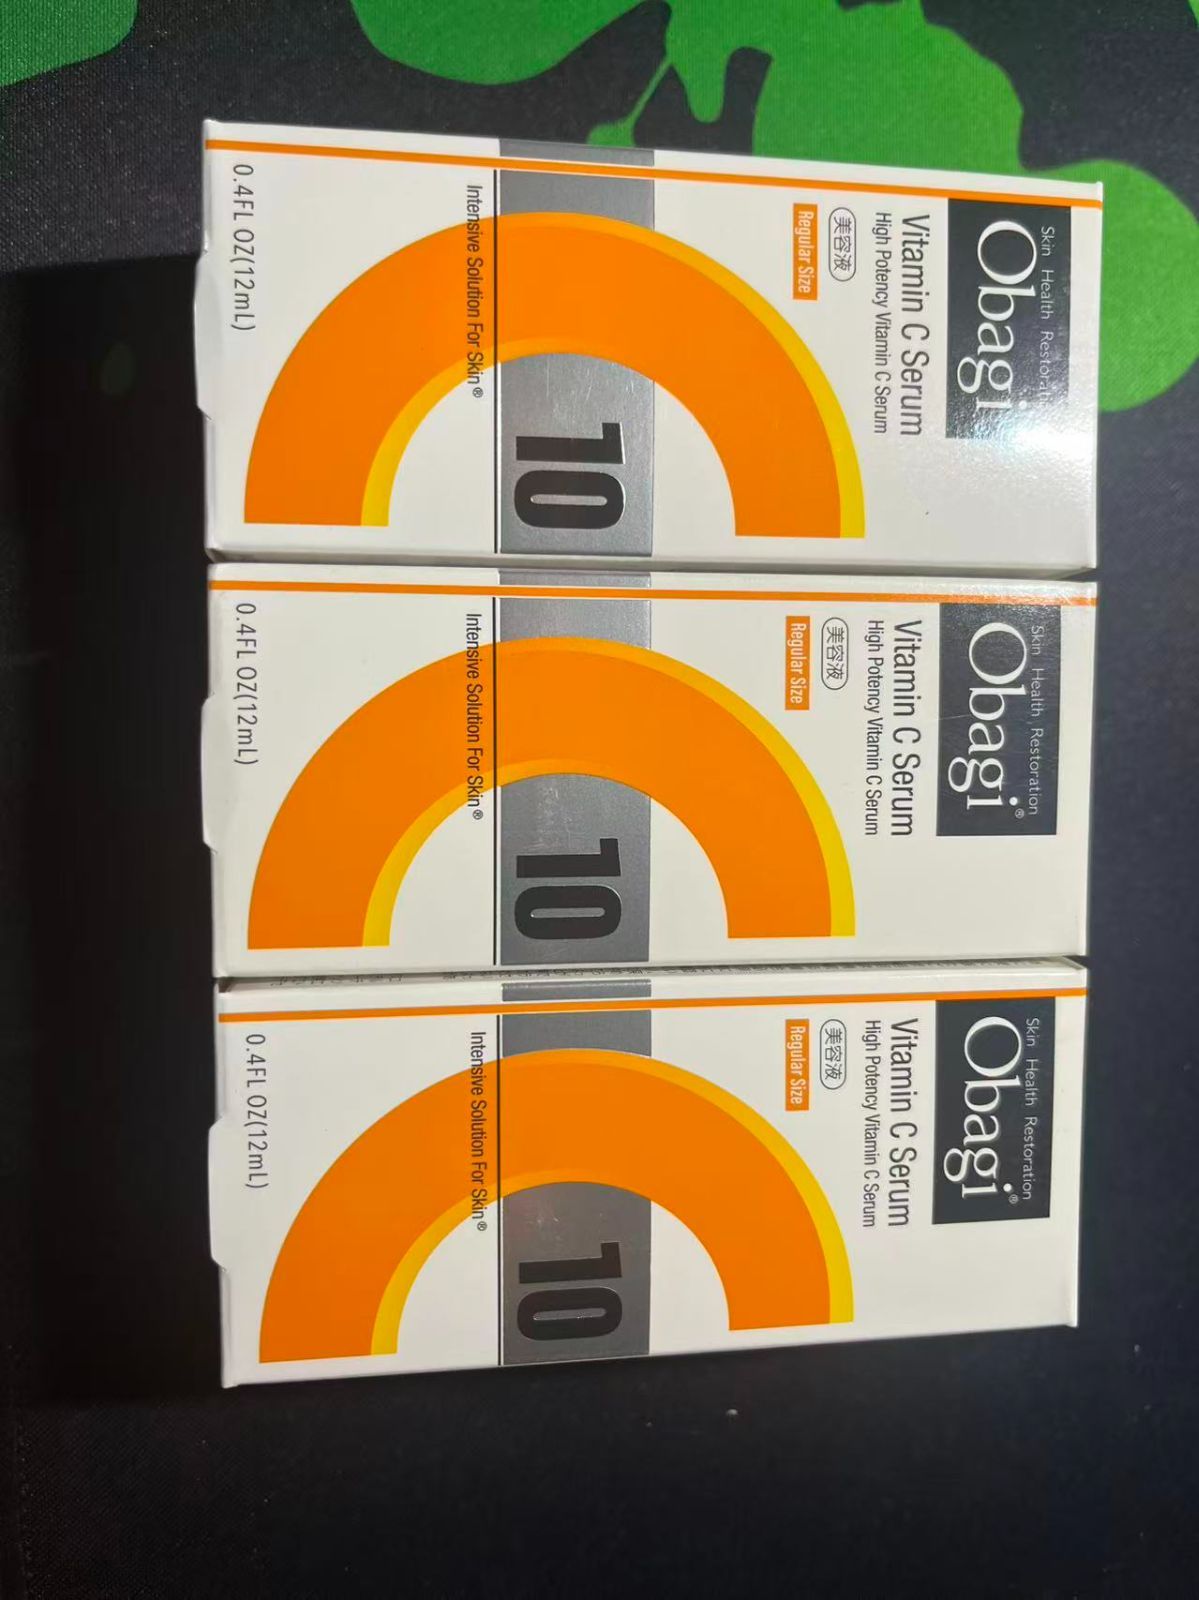 Skin Health Restorat
Obagi
Vitamin C Serum
High Potency Vitamin C Serum
美容液
Regular Size
10
Intensive Solution For Skin®
0.4FL OZ(12mL)
Skin Health Restoration
Obagi®
Vitamin C Serum
High Potency Vitamin C Serum
美容液
Regular Size
10
Intensive Solution For Skin®
0.4FL OZ(12mL)
Skin Health Restoration
Obagi®
Vitamin C Serum
High Potency Vitamin C Serum
美容液
Regular Size
10
Intensive Solution For Skin®
0.4FL OZ(12mL)